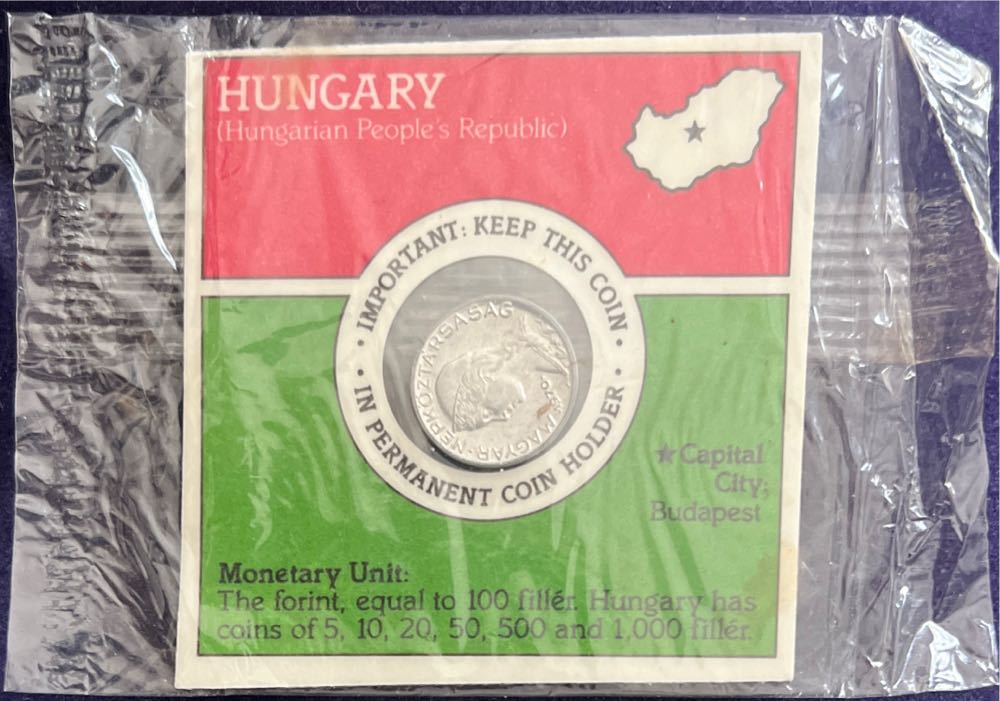 HUNGARY
(Hungarian People's Republic)
• IMPORTANT: KEEP THIS COIN •
• IN PERMANENT COIN HOLDER •
MAGYAR·NÉPKÖZTÁRSASÁG
★Capital
City;
Budapest
Monetary Unit:
The forint, equal to 100 fillér. Hungary has
coins of 5, 10, 20, 50, 500 and 1,000 fillér.